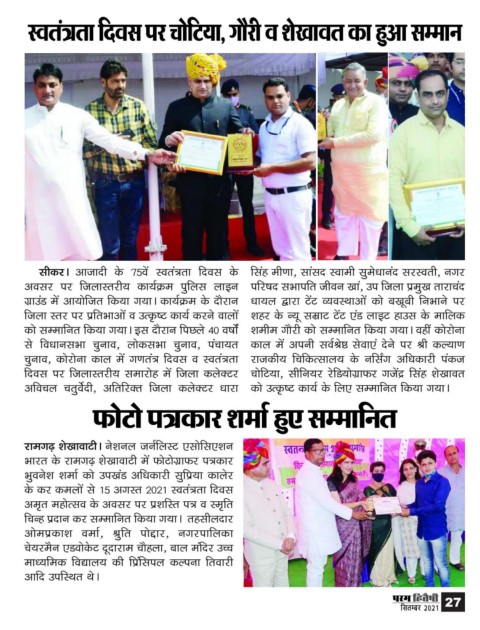 स्वतंत्रता दिवस पर चोटिया, गौरी व शेखावत का हुआ सम्मान
सीकर। आजादी के 75वें स्वतंत्रता दिवस के
अवसर पर जिलास्तरीय कार्यक्रम पुलिस लाइन
ग्राउंड में आयोजित किया गया। कार्यक्रम के दौरान
जिला स्तर पर प्रतिभाओं व उत्कृष्ट कार्य करने वालों
को सम्मानित किया गया। इस दौरान पिछले 40 वर्षों
से विधानसभा चुनाव, लोकसभा चुनाव, पंचायत
चुनाव, कोरोना काल में गणतंत्र दिवस व स्वतंत्रता
दिवस पर जिलास्तरीय समारोह में जिला कलेक्टर
अविचल चतुर्वेदी, अतिरिक्त जिला कलेक्टर धारा
सिंह मीणा, सांसद स्वामी सुमेधानंद सरस्वती, नगर
परिषद सभापति जीवन खां, उप जिला प्रमुख ताराचंद
धायल द्वारा टेंट व्यवस्थाओं को बखूबी निभाने पर
शहर के न्यू सम्राट टेंट एंड लाइट हाउस के मालिक
शमीम गौरी को सम्मानित किया गया। वहीं कोरोना
काल में अपनी सर्वश्रेष्ठ सेवाएं देने पर श्री कल्याण
राजकीय चिकित्सालय के नर्सिंग अधिकारी पंकज
चोटिया, सीनियर रेडियोग्राफर गजेंद्र सिंह शेखावत
को उत्कृष्ट कार्य के लिए सम्मानित किया गया।
फोटो पत्रकार शर्मा हुए सम्मानित
रामगढ़ शेखावाटी। नेशनल जर्नलिस्ट एसोसिएशन
भारत के रामगढ़ शेखावाटी में फोटोग्राफर पत्रकार
भुवनेश शर्मा को उपखंड अधिकारी सुप्रिया कालेर
के कर कमलों से 15 अगस्त 2021 स्वतंत्रता दिवस
अमृत महोत्सव के अवसर पर प्रशस्ति पत्र व स्मृति
चिन्ह प्रदान कर सम्मानित किया गया। तहसीलदार
ओमप्रकाश वर्मा, श्रुति पोद्दार, नगरपालिका
चेयरमैन एडवोकेट दूदाराम चौहला, बाल मंदिर उच्च
माध्यमिक विद्यालय की प्रिंसिपल कल्पना तिवारी
आदि उपस्थित थे।
परम हितैषी
सितम्बर 2021
27